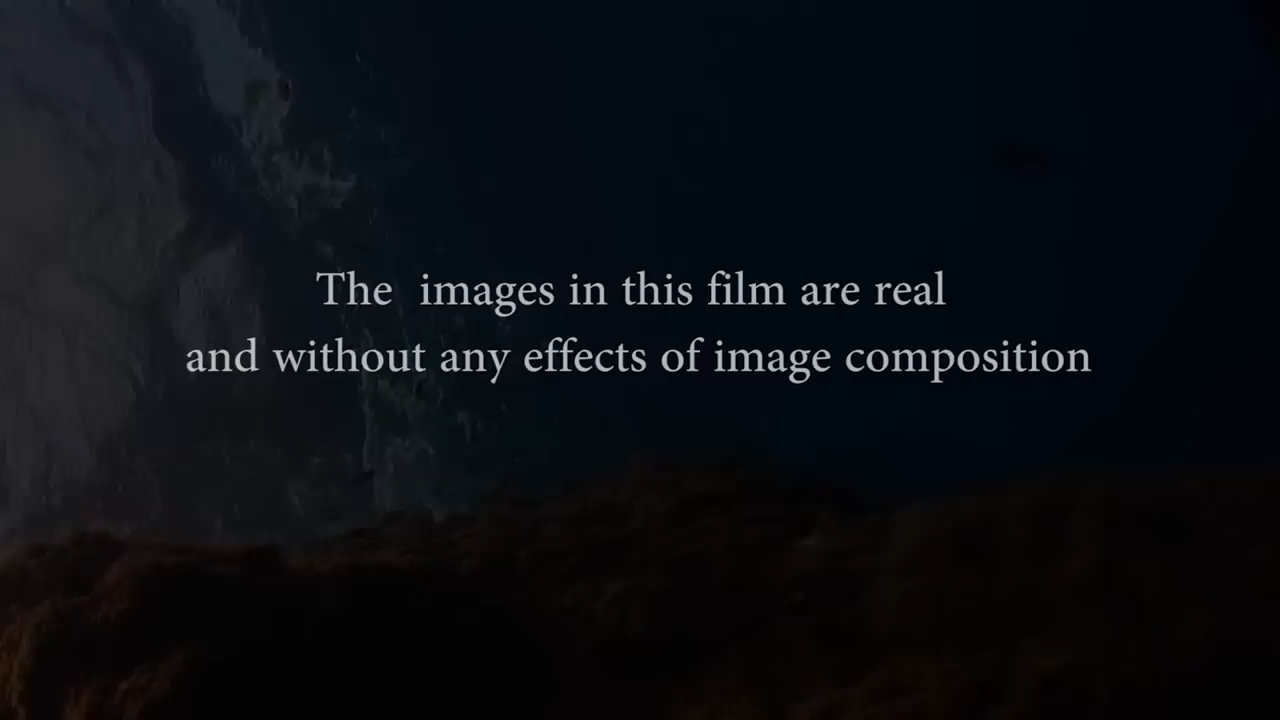 The  images in this film are real
and without any effects of image composition